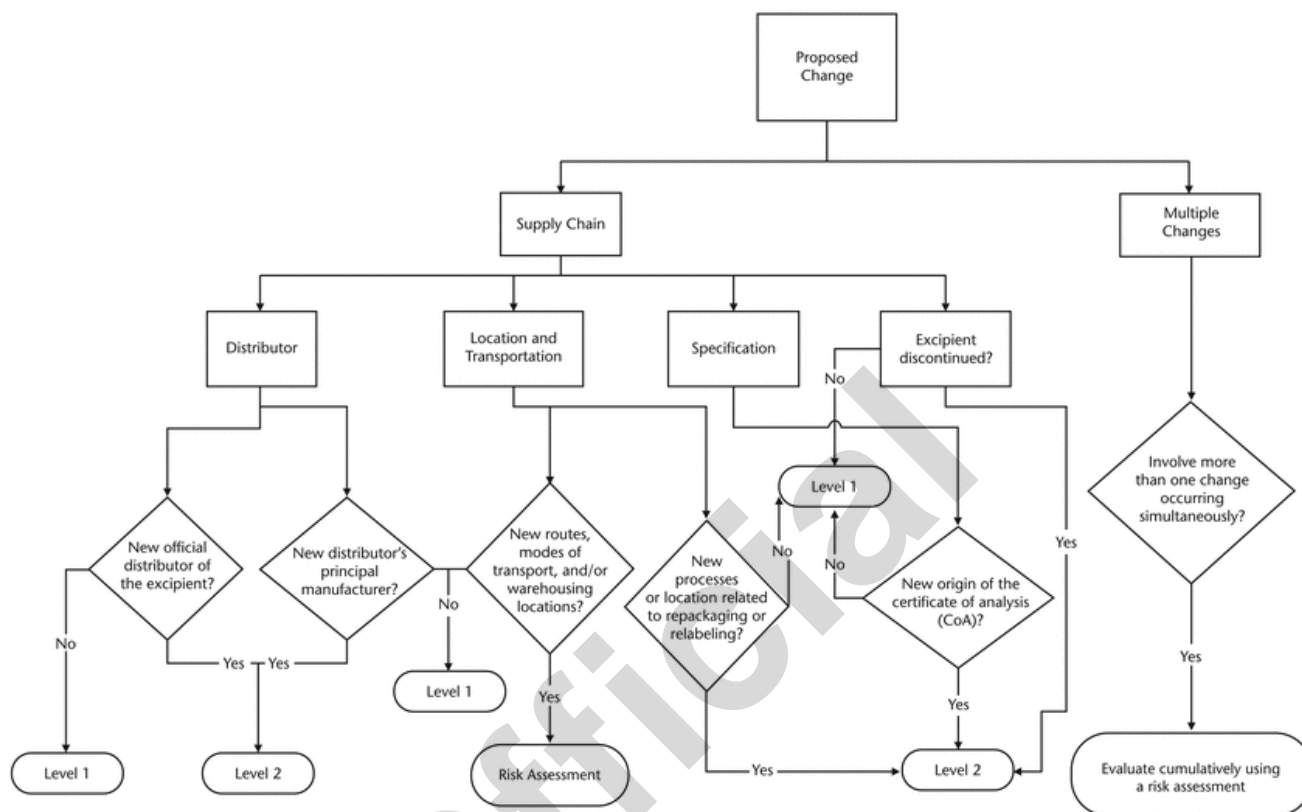 Proposed
Change
Supply Chain
Multiple
Changes
Distributor
Location and
Transportation
Specification
Excipient
discontinued?
No
Level 1
Involve more
than one change
occurring
simultaneously?
New official
distributor of
the excipient?
New distributor's
principal
manufacturer?
New routes,
modes of
transport, and/or
warehousing
locations?
New
processes
or location related
to repackaging or
relabeling?
No
No
New origin of the
certificate of analysis
(CoA)?
Yes
No
Yes
Yes
No
Level 1
Yes
Yes
Yes
Level 1
Level 2
Risk Assessment
Yes
Level 2
Evaluate cumulatively using
a risk assessment
official